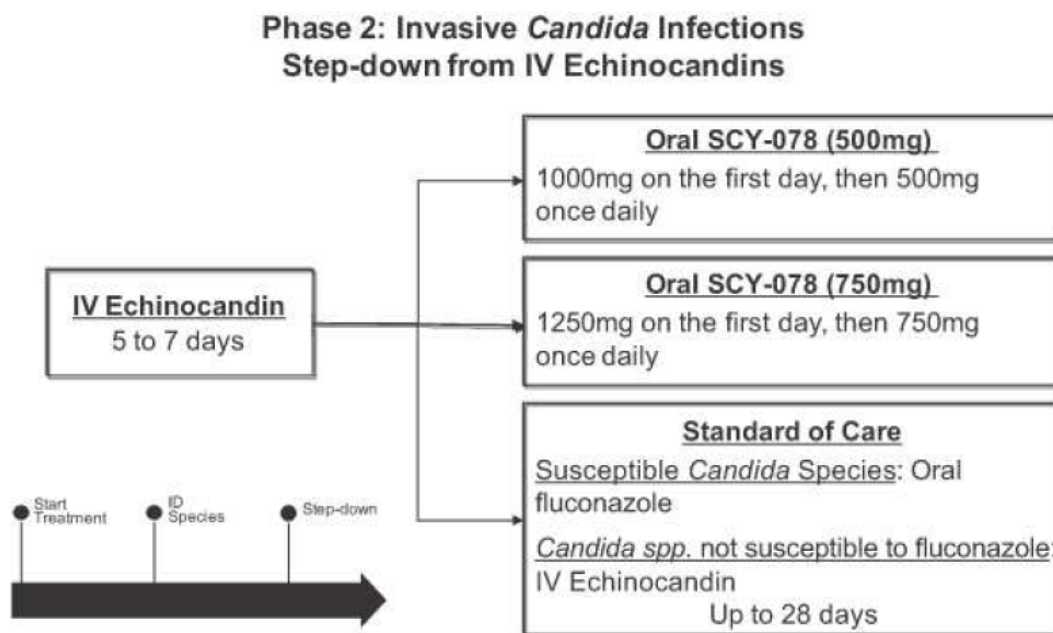 Phase 2: Invasive Candida Infections
Step-down from IV Echinocandins
Oral SCY-078 (500mg)
1000mg on the first day, then 500mg
once daily
IV Echinocandin
5 to 7 days
Oral SCY-078 (750mg)
1250mg on the first day, then 750mg
once daily
Standard of Care
Susceptible Candida Species: Oral
fluconazole
Candida spp. not susceptible to fluconazole:
IV Echinocandin
Up to 28 days
Start
Treatment
ID
Species
Step-down